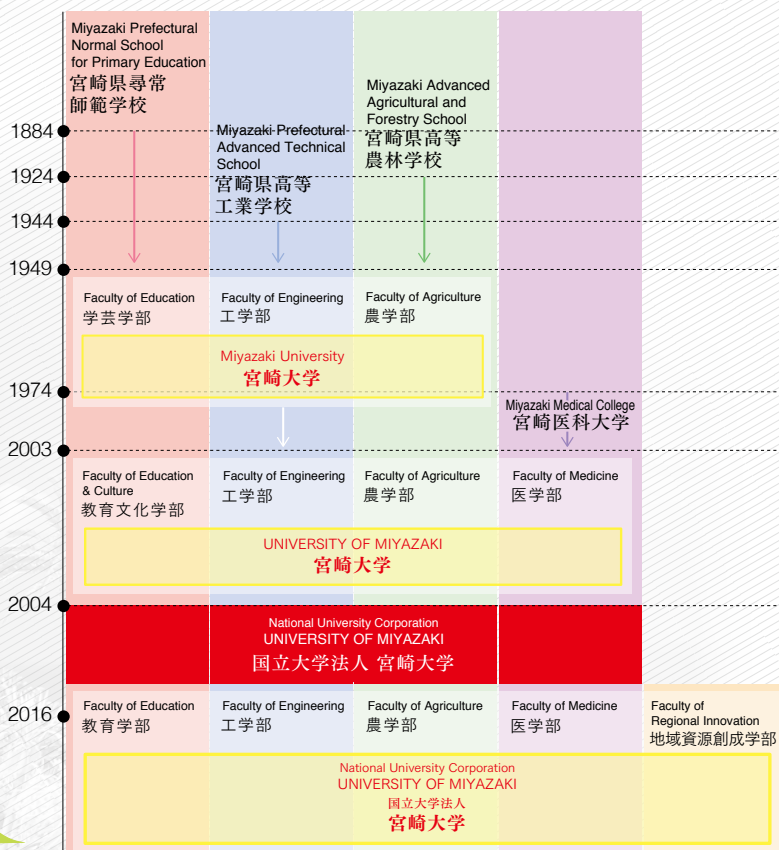 Miyazaki Prefectural
Normal School
for Primary Education
宮崎県尋常
師範学校
Miyazaki Advanced
Agricultural and
Forestry School
宮崎県高等
農林学校
1884
Miyazaki Prefectural
Advanced Technical
School
宮崎県高等
工業学校
1924
1944
1949
Faculty of Education
学芸学部
Faculty of Engineering
工学部
Faculty of Agriculture
農学部
Miyazaki University
宮崎大学
1974
Miyazaki Medical College
宮崎医科大学
2003
Faculty of Education
& Culture
教育文化学部
Faculty of Engineering
工学部
Faculty of Agriculture
農学部
Faculty of Medicine
医学部
UNIVERSITY OF MIYAZAKI
宮崎大学
2004
National University Corporation
UNIVERSITY OF MIYAZAKI
国立大学法人 宮崎大学
2016
Faculty of Education
教育学部
Faculty of Engineering
工学部
Faculty of Agriculture
農学部
Faculty of Medicine
医学部
Faculty of
Regional Innovation
地域資源創成学部
National University Corporation
UNIVERSITY OF MIYAZAKI
国立大学法人
宮崎大学